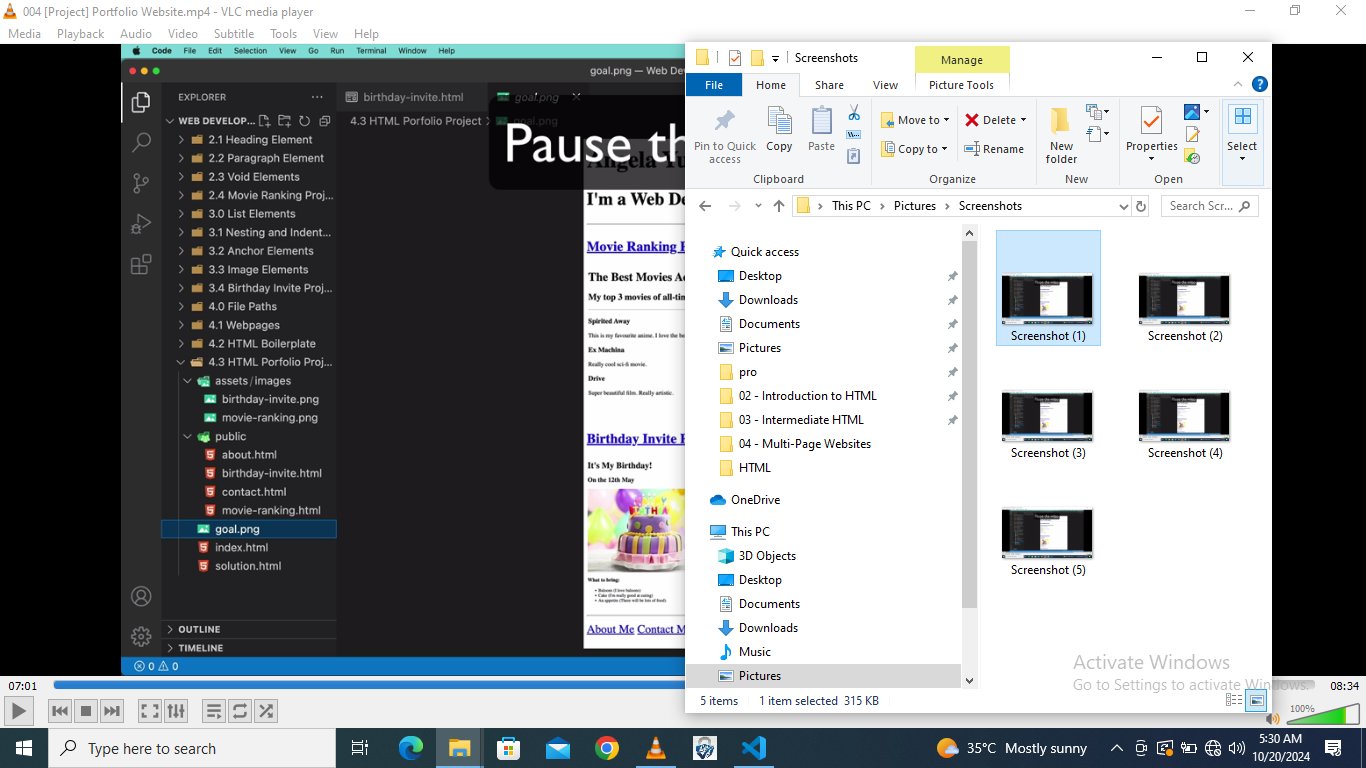 004 [Project] Portfolio Website.mp4 - VLC media player
Media Playback Audio Video Subtitle Tools View Help
Code File Edit Selection View Go Run Terminal Window Help
goal.png — Web De
EXPLORER
birthday-invite.html
goal.png
WEB DEVELOP...
4.3 HTML Porfolio Project > goal.png
2.1 Heading Element
2.2 Paragraph Element
2.3 Void Elements
2.4 Movie Ranking Proj...
3.0 List Elements
3.1 Nesting and Indent...
3.2 Anchor Elements
3.3 Image Elements
3.4 Birthday Invite Proj...
4.0 File Paths
4.1 Webpages
4.2 HTML Boilerplate
4.3 HTML Porfolio Proj...
assets/images
birthday-invite.png
movie-ranking.png
public
about.html
birthday-invite.html
contact.html
movie-ranking.html
goal.png
index.html
solution.html
OUTLINE
TIMELINE
0 0
Pause th
Angela Yu
I'm a Web De
Movie Ranking P
The Best Movies Ac
My top 3 movies of all-tim
Spirited Away
This is my favourite anime. I love the be
Ex Machina
Really cool sci-fi movie.
Drive
Super beautiful film. Really artistic.
Birthday Invite P
It's My Birthday!
On the 12th May
What to bring:
Baloons (I love baloons)
Cake (I'm really good at eating)
An appetite (There will be lots of food)
About Me Contact M
Screenshots
Manage
File Home Share View Picture Tools
Pin to Quick access
Copy
Paste
Clipboard
Move to
Copy to
Delete
Rename
Organize
New folder
New
Properties
Open
Select
This PC > Pictures > Screenshots
Search Scr...
Quick access
Desktop
Downloads
Documents
Pictures
pro
02 - Introduction to HTML
03 - Intermediate HTML
04 - Multi-Page Websites
HTML
OneDrive
This PC
3D Objects
Desktop
Documents
Downloads
Music
Pictures
Screenshot (1)
Screenshot (2)
Screenshot (3)
Screenshot (4)
Screenshot (5)
5 items 1 item selected 315 KB
Activate Windows
Go to Settings to activate Windows.
07:01
08:34
100%
Type here to search
35°C Mostly sunny
5:30 AM
10/20/2024